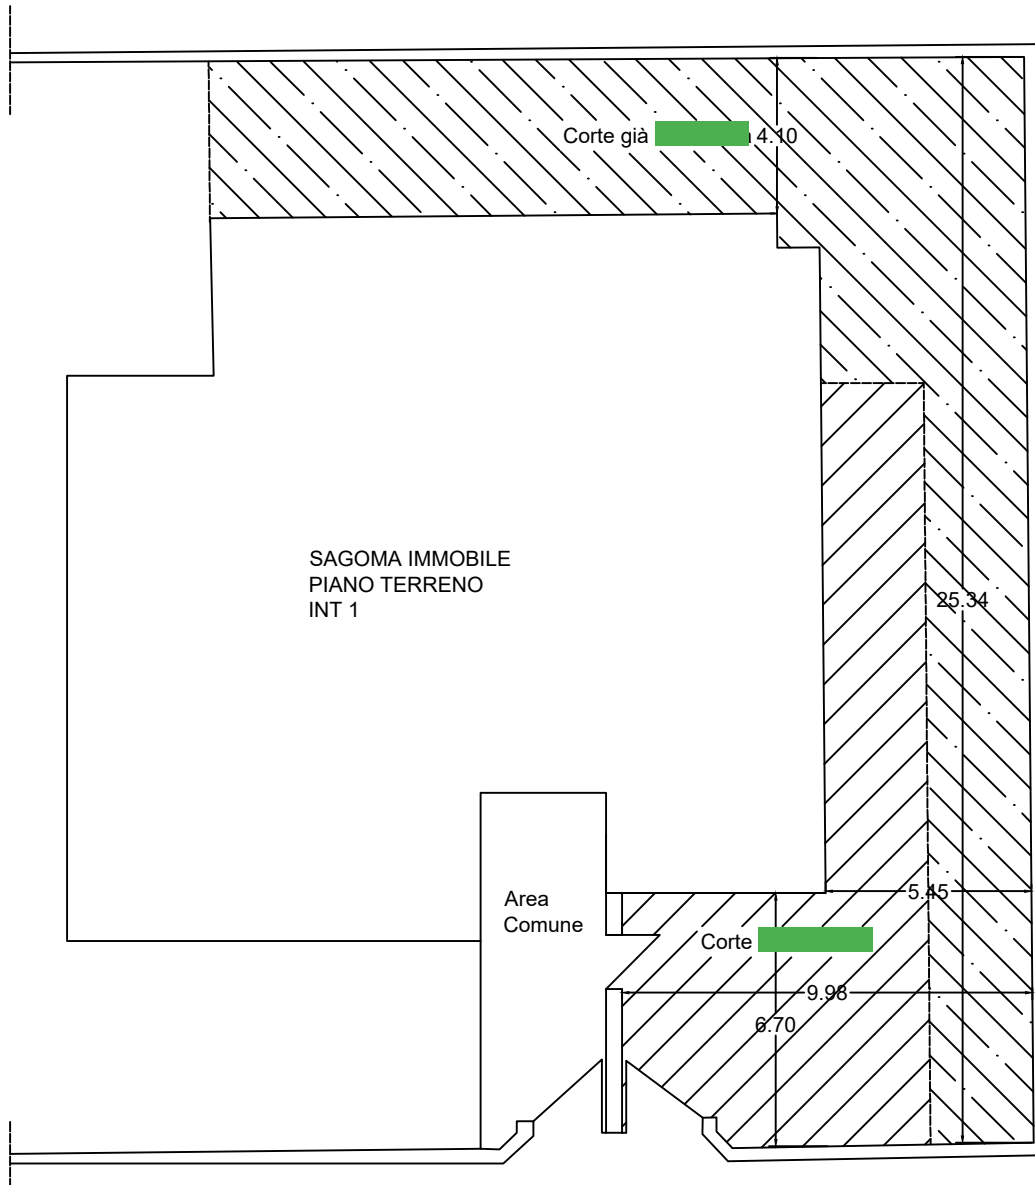 Corte già
4.10
SAGOMA IMMOBILE
PIANO TERRENO
INT 1
25.34
5.45
Area
Comune
Corte
9.98
6.70